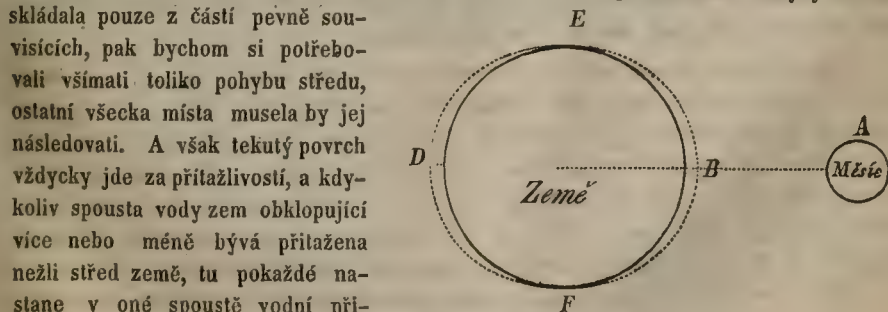 skládala pouze z částí pevně sou-
visících, pak bychom si potřebo-
vali všímati toliko pohybu středu,
ostatní všecka místa musela by jej
následovati. A však tekutý povrch
vždycky jde za přítažlivostí, a kdy-
koliv spousta vody zem obklopující
více nebo méně bývá přitažena
nežli střed země, tu pokaždé na-
stane v oné spoustě vodní při-
E
A
D
B
Měsíc
Země
F